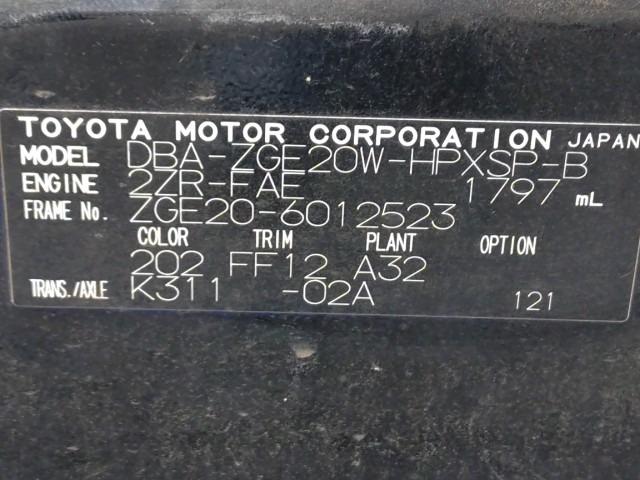 TOYOTA MOTOR CORPORATION JAPAN
MODEL DBA-ZGE20W-HPXSP-B
ENGINE 2ZR-FAE 1797 mL
FRAME No. ZGE20-6012523
COLOR TRIM PLANT OPTION
202 FF12 A32
TRANS./AXLE K311 -02A 121